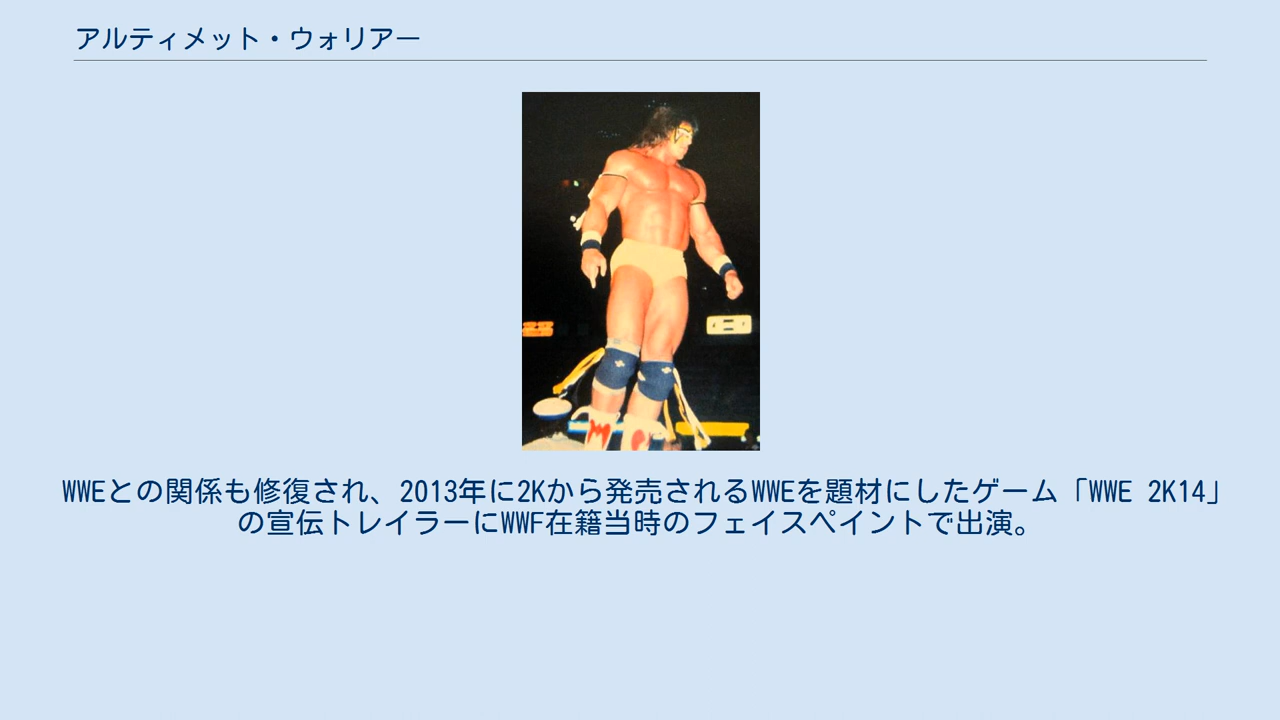 アルティメット・ウォリアー
WWEとの関係も修復され、2013年に2Kから発売されるWWEを題材にしたゲーム「WWE 2K14」
の宣伝トレイラーにWWF在籍当時のフェイスペイントで出演。